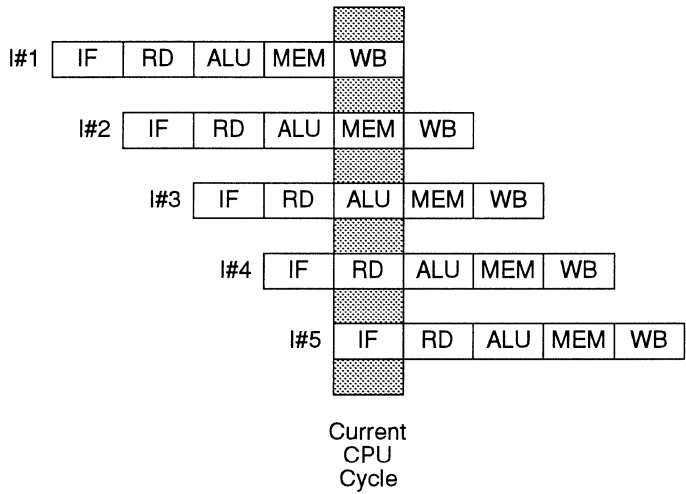 I#1 IF RD ALU MEM WB
I#2 IF RD ALU MEM WB
I#3 IF RD ALU MEM WB
I#4 IF RD ALU MEM WB
I#5 IF RD ALU MEM WB
Current
CPU
Cycle